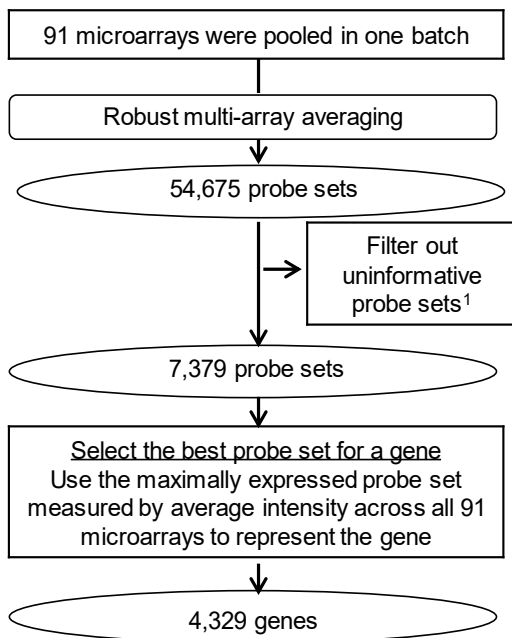 91 microarrays were pooled in one batch
Robust multi-array averaging
54,675 probe sets
Filter out
uninformative
probe sets¹
7,379 probe sets
Select the best probe set for a gene
Use the maximally expressed probe set
measured by average intensity across all 91
microarrays to represent the gene
4,329 genes